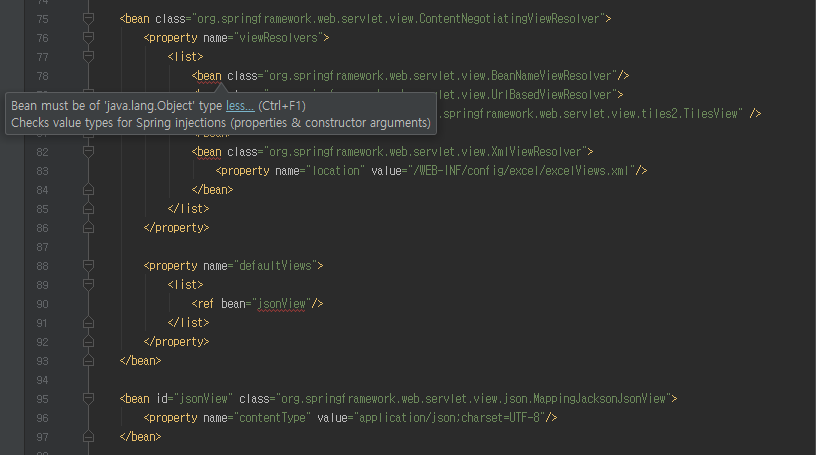 75 <bean class="org.springframework.web.servlet.view.ContentNegotiatingViewResolver">
76 <property name="viewResolvers">
77 <list>
78 <bean class="org.springframework.web.servlet.view.BeanNameViewResolver"/>
.view.UrlBasedViewResolver">
Bean must be of 'java.lang.Object' type less... (Ctrl+F1)
.springframework.web.servlet.view.tiles2.TilesView" />
Checks value types for Spring injections (properties & constructor arguments)
82 <bean class="org.springframework.web.servlet.view.XmlViewResolver">
83 <property name="location" value="/WEB-INF/config/excel/excelViews.xml"/>
84 </bean>
85 </list>
86 </property>
87
88 <property name="defaultViews">
89 <list>
90 <ref bean="jsonView"/>
91 </list>
92 </property>
93 </bean>
94
95 <bean id="jsonView" class="org.springframework.web.servlet.view.json.MappingJacksonJsonView">
96 <property name="contentType" value="application/json;charset=UTF-8"/>
97 </bean>